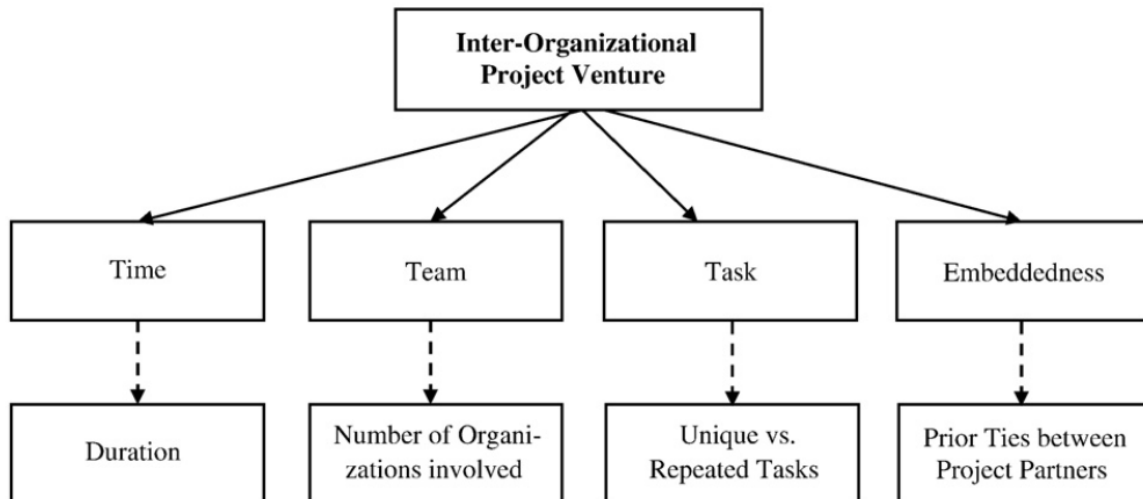 Inter-Organizational
Project Venture
Time
Team
Task
Embeddedness
Duration
Number of Organi-
zations involved
Unique vs.
Repeated Tasks
Prior Ties between
Project Partners